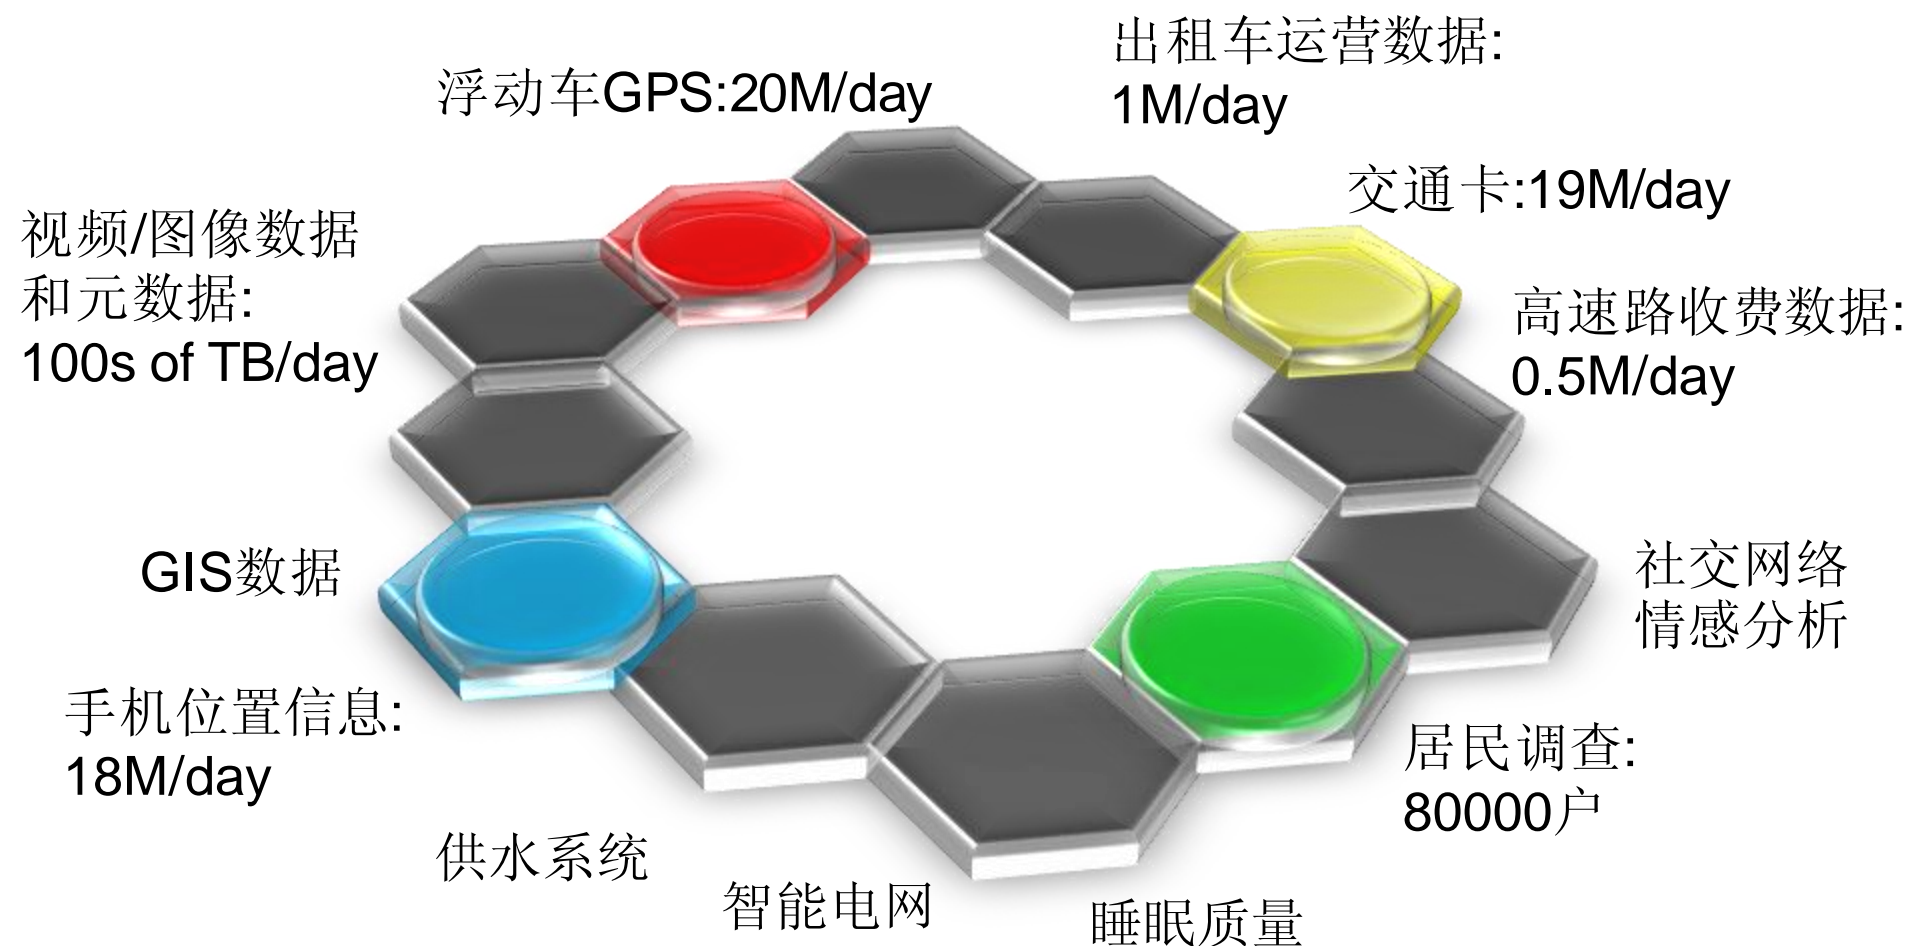 出租车运营数据:
1M/day
浮动车GPS:20M/day
交通卡:19M/day
视频/图像数据
和元数据:
100s of TB/day
高速路收费数据:
0.5M/day
GIS数据
社交网络
情感分析
手机位置信息:
18M/day
居民调查:
80000户
供水系统
智能电网
睡眠质量